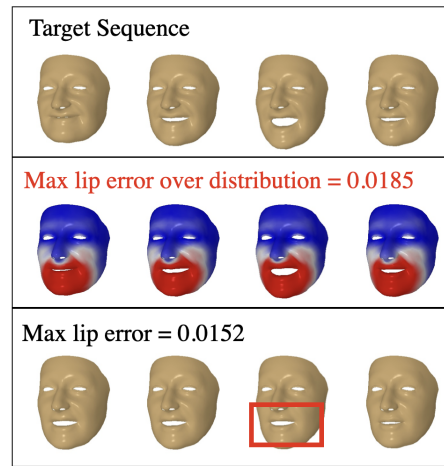 Target Sequence
Max lip error over distribution = 0.0185
Max lip error = 0.0152